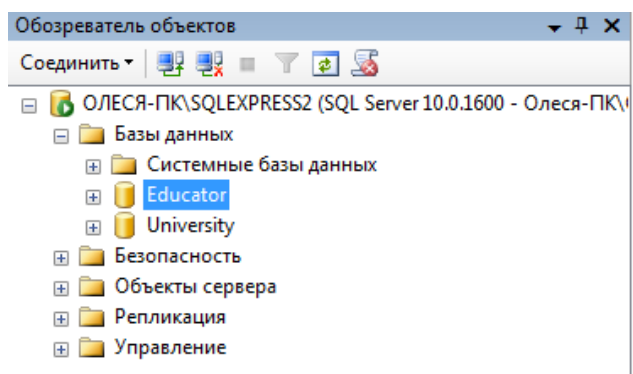 Обозреватель объектов
Соединить
ОЛЕСЯ-ПК\SQLEXPRESS2 (SQL Server 10.0.1600 - Олеся-ПК\
Базы данных
Системные базы данных
Educator
University
Безопасность
Объекты сервера
Репликация
Управление